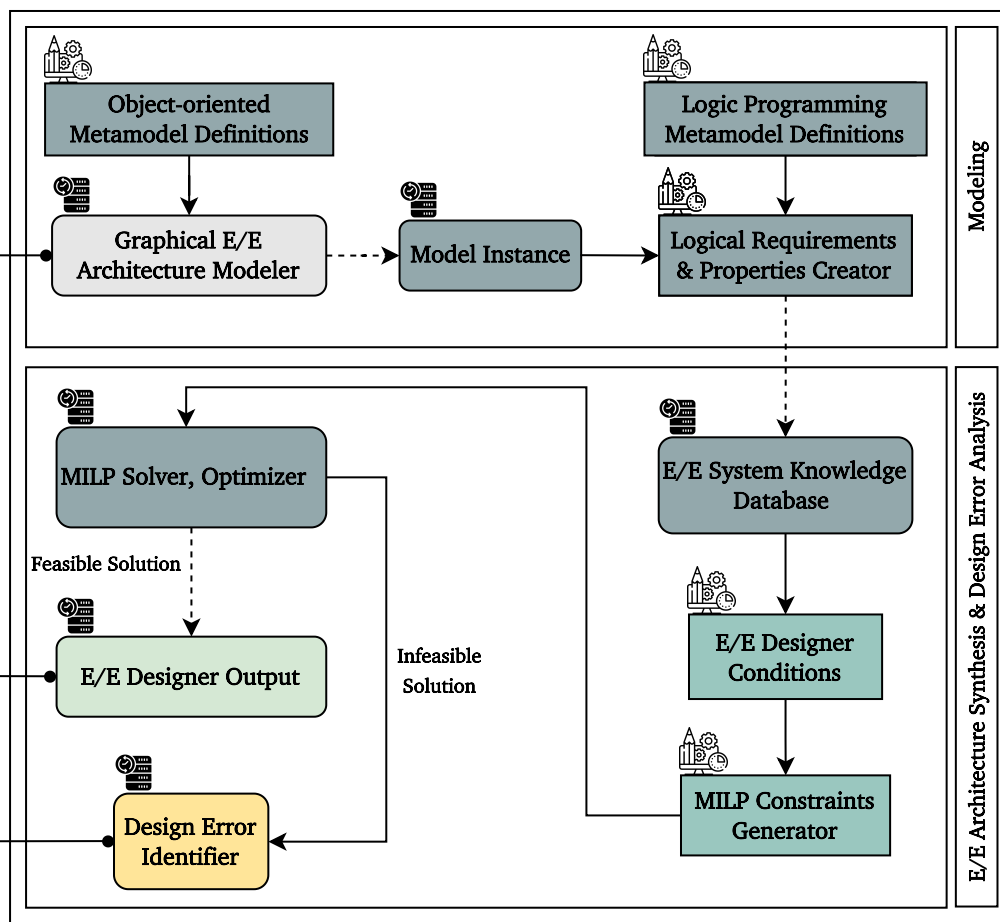 Object-oriented
Metamodel Definitions
Logic Programming
Metamodel Definitions
Graphical E/E
Architecture Modeler
Model Instance
Logical Requirements
& Properties Creator
Modeling
MILP Solver, Optimizer
E/E System Knowledge
Database
Feasible Solution
E/E Designer
Conditions
E/E Designer Output
Infeasible
Solution
MILP Constraints
Generator
Design Error
Identifier
E/E Architecture Synthesis & Design Error Analysis